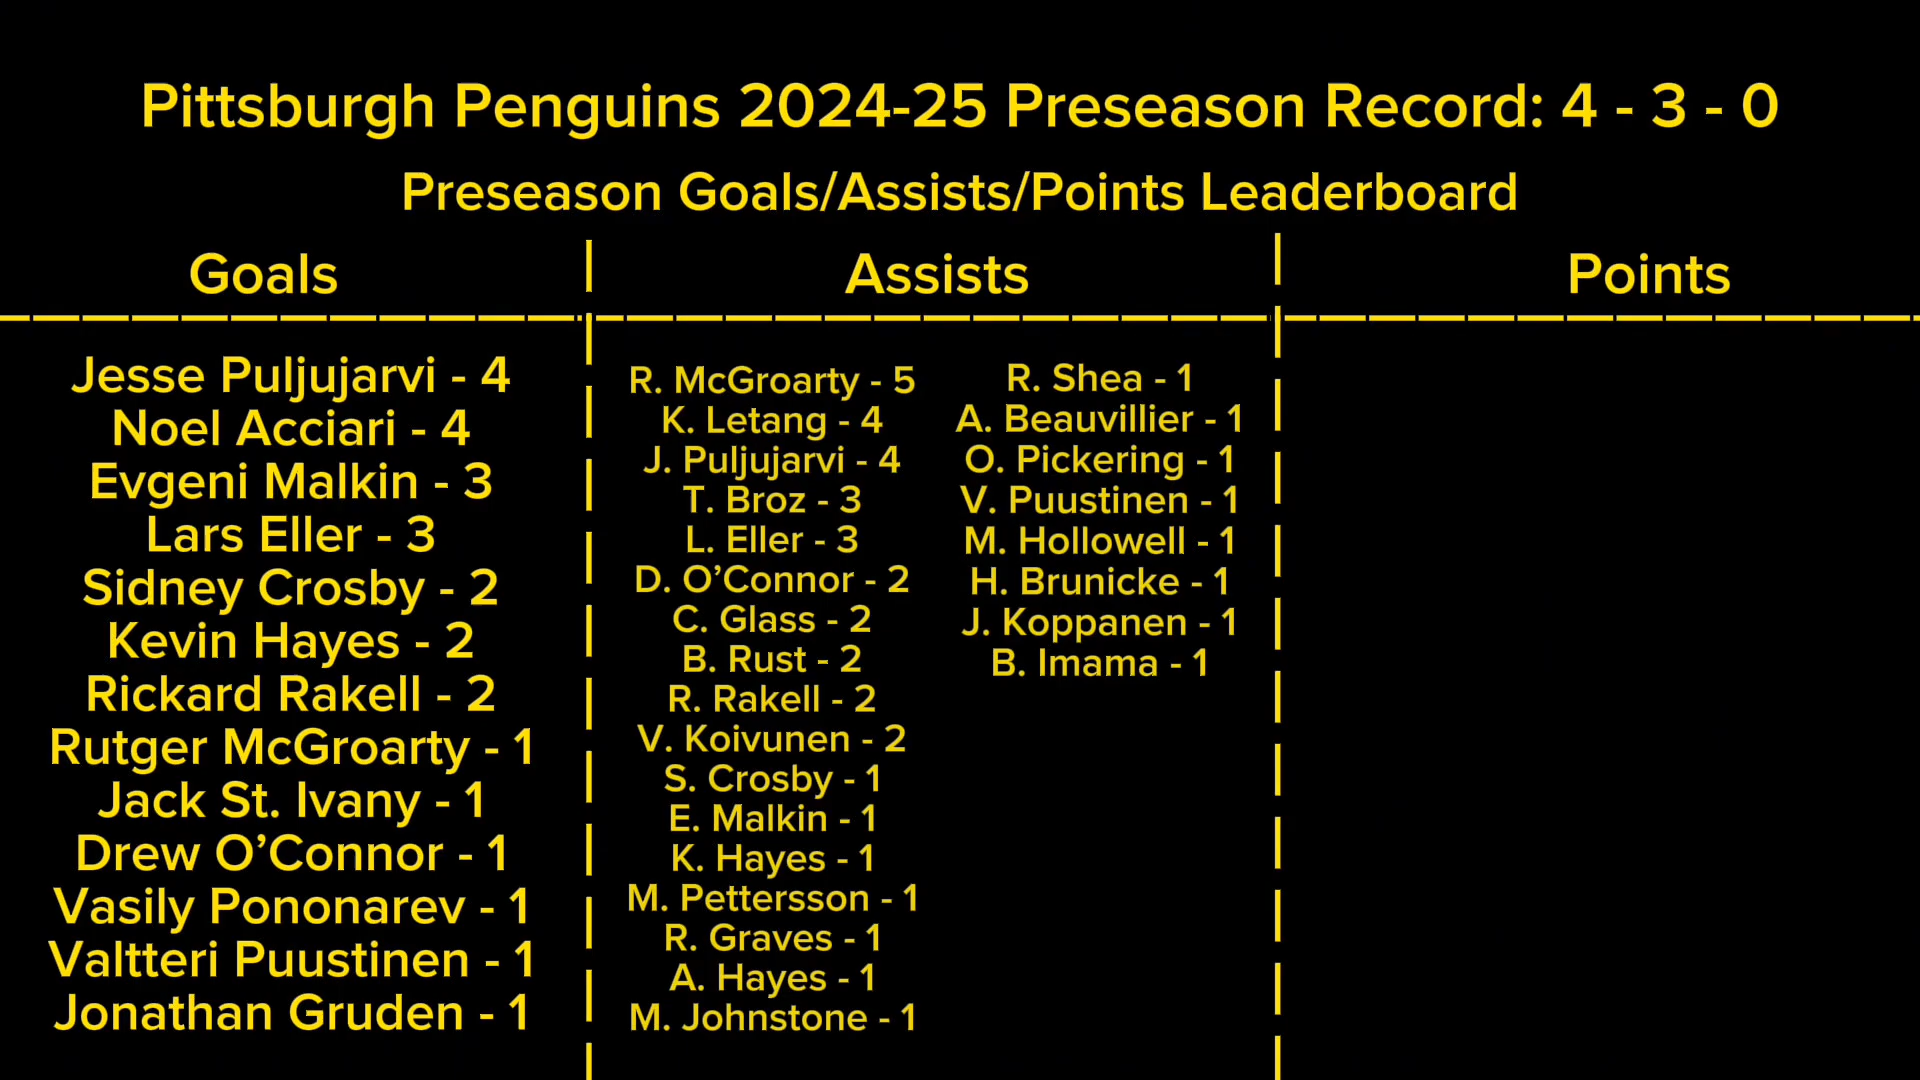 Pittsburgh Penguins 2024-25 Preseason Record: 4 - 3 - 0
Preseason Goals/Assists/Points Leaderboard
Goals
Jesse Puljujarvi - 4
Noel Acciari - 4
Evgeni Malkin - 3
Lars Eller - 3
Sidney Crosby - 2
Kevin Hayes - 2
Rickard Rakell - 2
Rutger McGroarty - 1
Jack St. Ivany - 1
Drew O’Connor - 1
Vasily Pononarev - 1
Valtteri Puustinen - 1
Jonathan Gruden - 1
Assists
R. McGroarty - 5
K. Letang - 4
J. Puljujarvi - 4
T. Broz - 3
L. Eller - 3
D. O’Connor - 2
C. Glass - 2
B. Rust - 2
R. Rakell - 2
V. Koivunen - 2
S. Crosby - 1
E. Malkin - 1
K. Hayes - 1
M. Pettersson - 1
R. Graves - 1
A. Hayes - 1
M. Johnstone - 1
R. Shea - 1
A. Beauvillier - 1
O. Pickering - 1
V. Puustinen - 1
M. Hollowell - 1
H. Brunicke - 1
J. Koppanen - 1
B. Imama - 1
Points